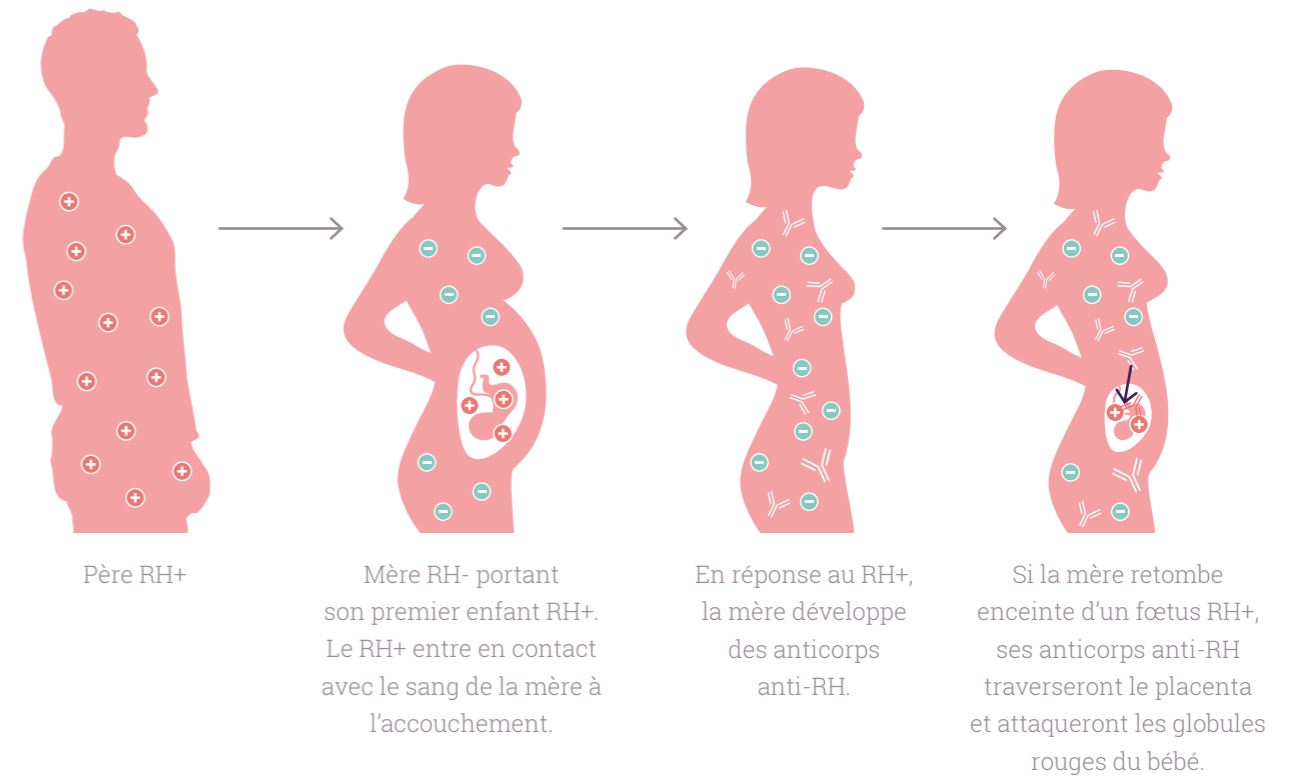 Père RH+
Mère RH- portant
son premier enfant RH+.
Le RH+ entre en contact
avec le sang de la mère à
l’accouchement.
En réponse au RH+,
la mère développe
des anticorps
anti-RH.
Si la mère retombe
enceinte d’un fœtus RH+,
ses anticorps anti-RH
traverseront le placenta
et attaqueront les globules
rouges du bébé.